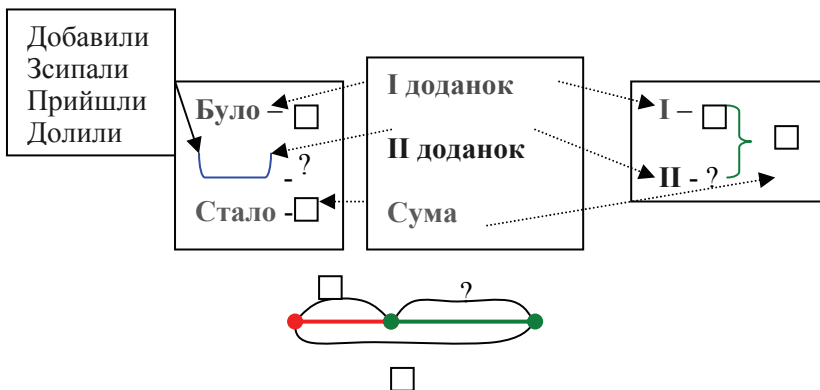 Добавили
Зсипали
Прийшли
Долили
Було –
- ?
Стало -
І доданок
ІІ доданок
Сума
І –
ІІ - ?
?